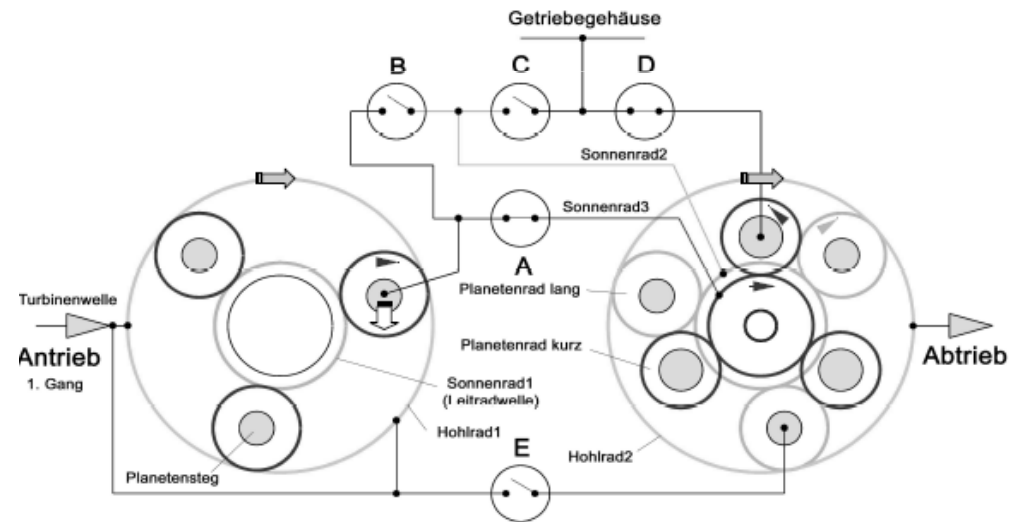 Getriebegehäuse
B
C
D
Sonnenrad2
Sonnenrad3
A
Planetenrad lang
Turbinenwelle
Antrieb
1. Gang
Planetenrad kurz
Abtrieb
Sonnenrad1
(Leitradwelle)
Hohlrad1
E
Hohlrad2
Planetensteg